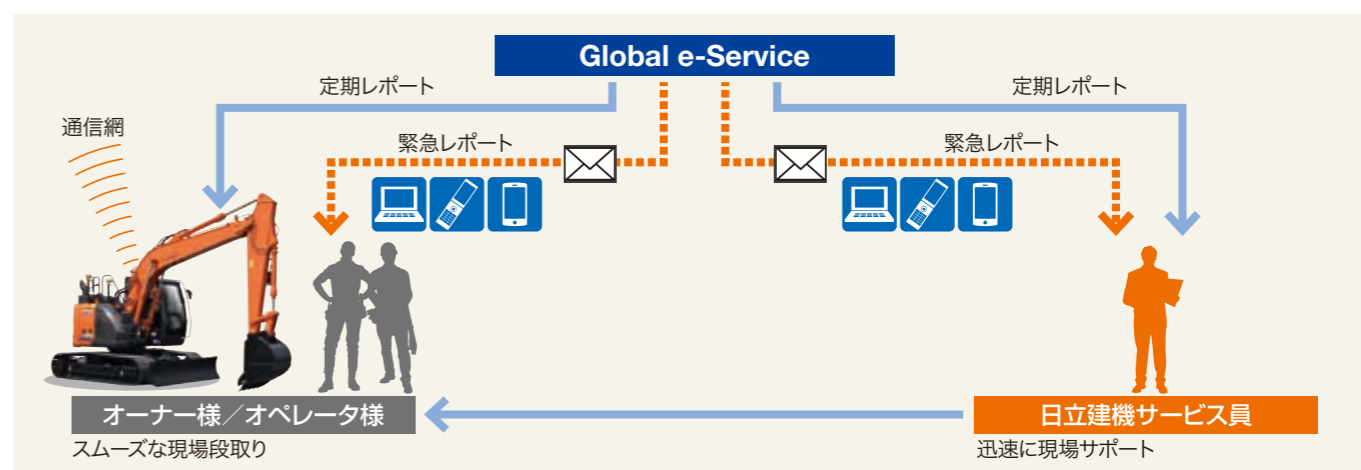 Global e-Service
定期レポート
定期レポート
通信網
緊急レポート
緊急レポート
オーナー様／オペレータ様
日立建機サービス員
スムーズな現場段取り
迅速に現場サポート